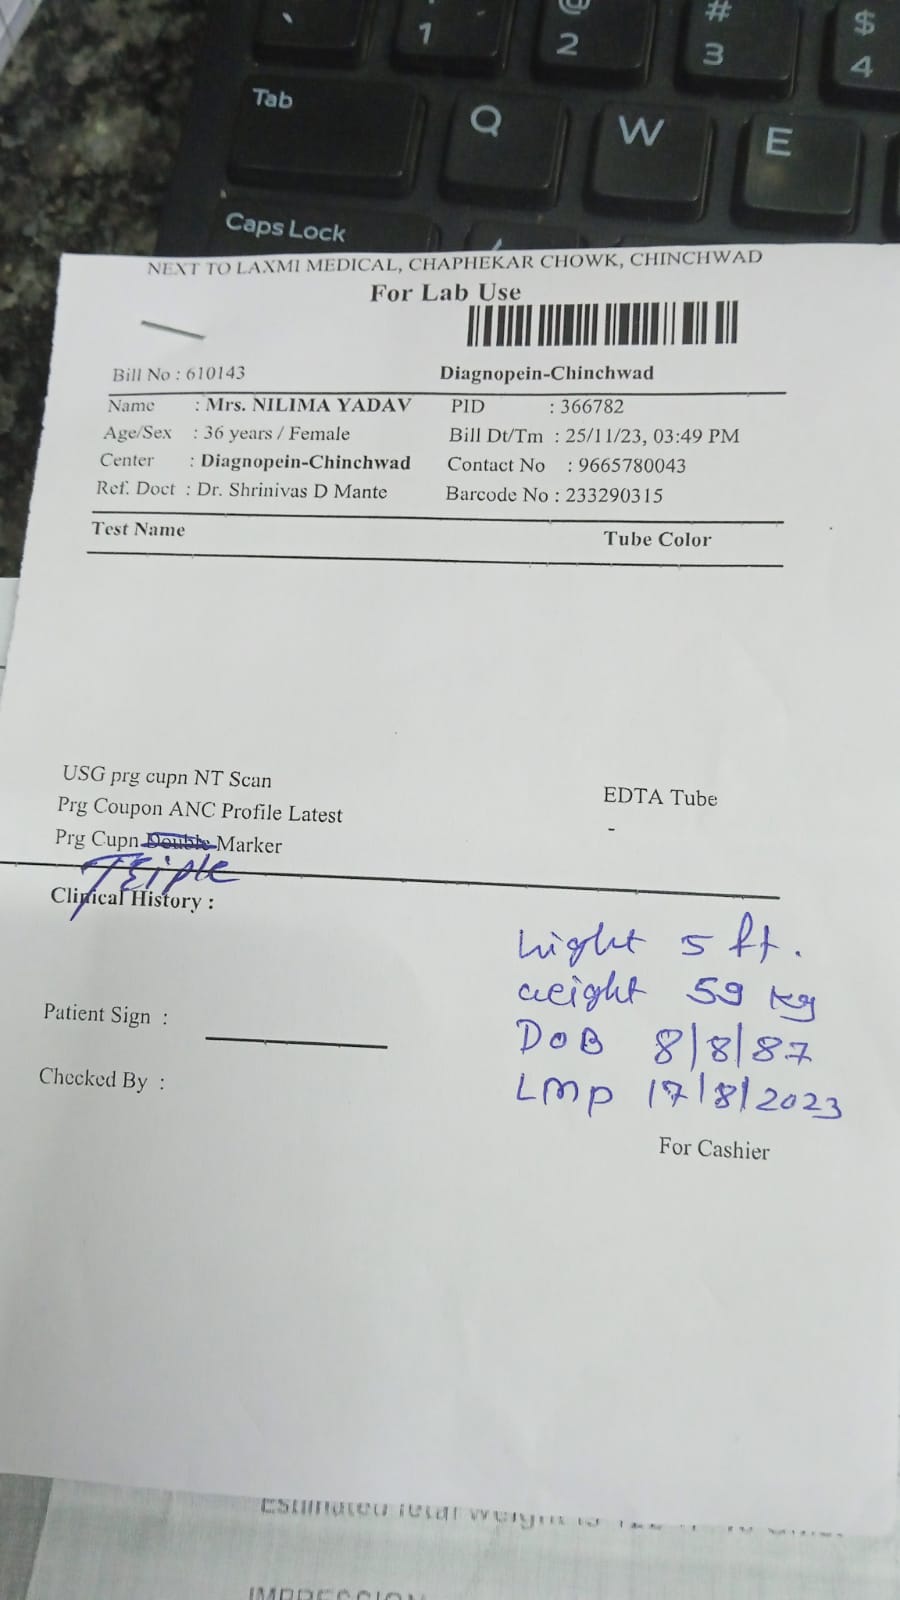 `
1
@
2
#
3
$
4
Tab
Q
W
E
Caps Lock
NEXT TO LAXMI MEDICAL, CHAPHEKAR CHOWK, CHINCHWAD
For Lab Use
Bill No : 610143 Diagnopein-Chinchwad
Name : Mrs. NILIMA YADAV PID : 366782
Age/Sex : 36 years / Female Bill Dt/Tm : 25/11/23, 03:49 PM
Center : Diagnopein-Chinchwad Contact No : 9665780043
Ref. Doct : Dr. Shrinivas D Mante Barcode No : 233290315
Test Name Tube Color
USG prg cupn NT Scan
Prg Coupon ANC Profile Latest EDTA Tube
Prg Cupn Double Marker -
Triple
Clinical History :
hight 5 ft.
weight 59 kg
Patient Sign :
DOB 8/8/87
Checked By :
LMP 17/8/2023
For Cashier
Estimated fetal weight is
IMPRESSION